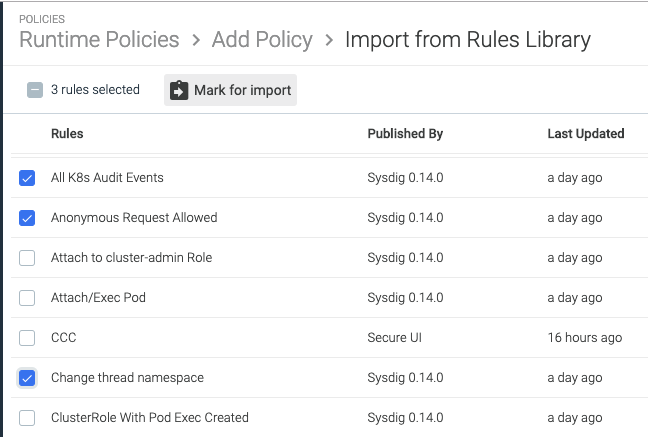 POLICIES
Runtime Policies > Add Policy > Import from Rules Library
3 rules selected Mark for import
Rules Published By Last Updated
All K8s Audit Events Sysdig 0.14.0 a day ago
Anonymous Request Allowed Sysdig 0.14.0 a day ago
Attach to cluster-admin Role Sysdig 0.14.0 a day ago
Attach/Exec Pod Sysdig 0.14.0 a day ago
CCC Secure UI 16 hours ago
Change thread namespace Sysdig 0.14.0 a day ago
ClusterRole With Pod Exec Created Sysdig 0.14.0 a day ago